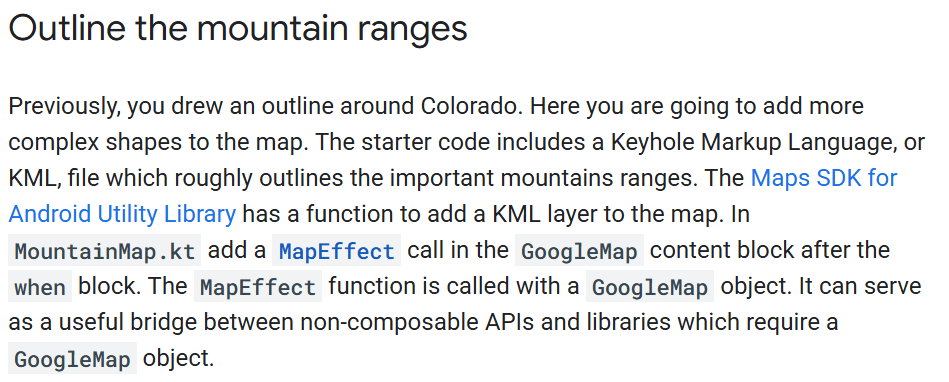 Outline the mountain ranges
Previously, you drew an outline around Colorado. Here you are going to add more
complex shapes to the map. The starter code includes a Keyhole Markup Language, or
KML, file which roughly outlines the important mountains ranges. The Maps SDK for
Android Utility Library has a function to add a KML layer to the map. In
MountainMap.kt add a MapEffect call in the GoogleMap content block after the
when block. The MapEffect function is called with a GoogleMap object. It can serve
as a useful bridge between non-composable APIs and libraries which require a
GoogleMap object.